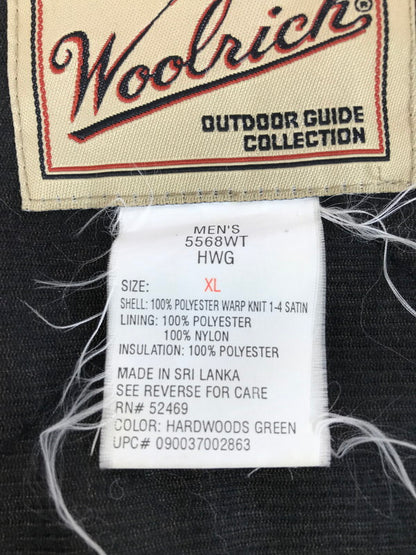 Woolrich®
OUTDOOR GUIDE
COLLECTION
MEN'S
5568WT
HWG
SIZE: XL
SHELL: 100% POLYESTER WARP KNIT 1-4 SATIN
LINING: 100% POLYESTER
100% NYLON
INSULATION: 100% POLYESTER
MADE IN SRI LANKA
SEE REVERSE FOR CARE
RN# 52469
COLOR: HARDWOODS GREEN
UPC# 090037002863